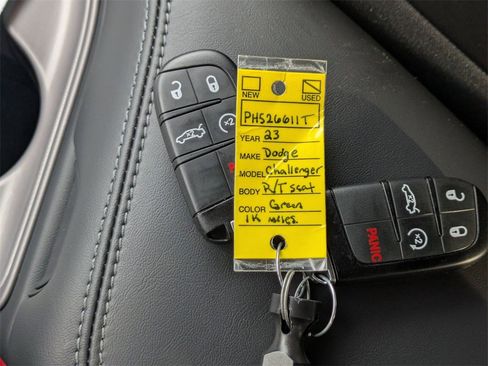 NEW USED
PH526611T
YEAR 23
MAKE Dodge
MODEL Challenger
BODY R/T scat
COLOR Green
1K miles.
x2
x2
PANIC